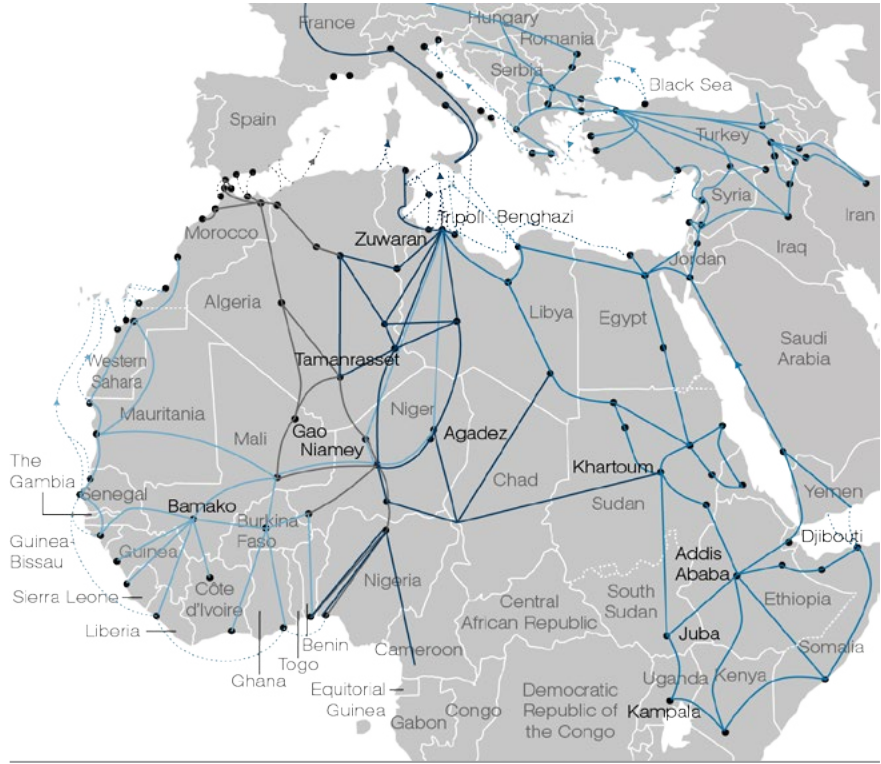 France
Hungary
Romania
Serbia
Black Sea
Spain
Turkey
Syria
Iran
Tripoli
Benghazi
Morocco
Zuwaran
Iraq
Jordan
Algeria
Libya
Egypt
Saudi
Arabia
Western
Sahara
Tamanrasset
Mauritania
Niger
Mali
Gao
Niamey
Agadez
The
Gambia
Khartoum
Chad
Senegal
Sudan
Yemen
Bamako
Burkina
Faso
Guinea-
Bissau
Guinea
Djibouti
Addis
Ababa
Nigeria
Côte
d'Ivoire
Sierra Leone
South
Sudan
Ethiopia
Central
African Republic
Liberia
Benin
Juba
Togo
Cameroon
Somalia
Ghana
Uganda
Kenya
Equitorial
Guinea
Democratic
Republic of
the Congo
Kampala
Gabon
Congo